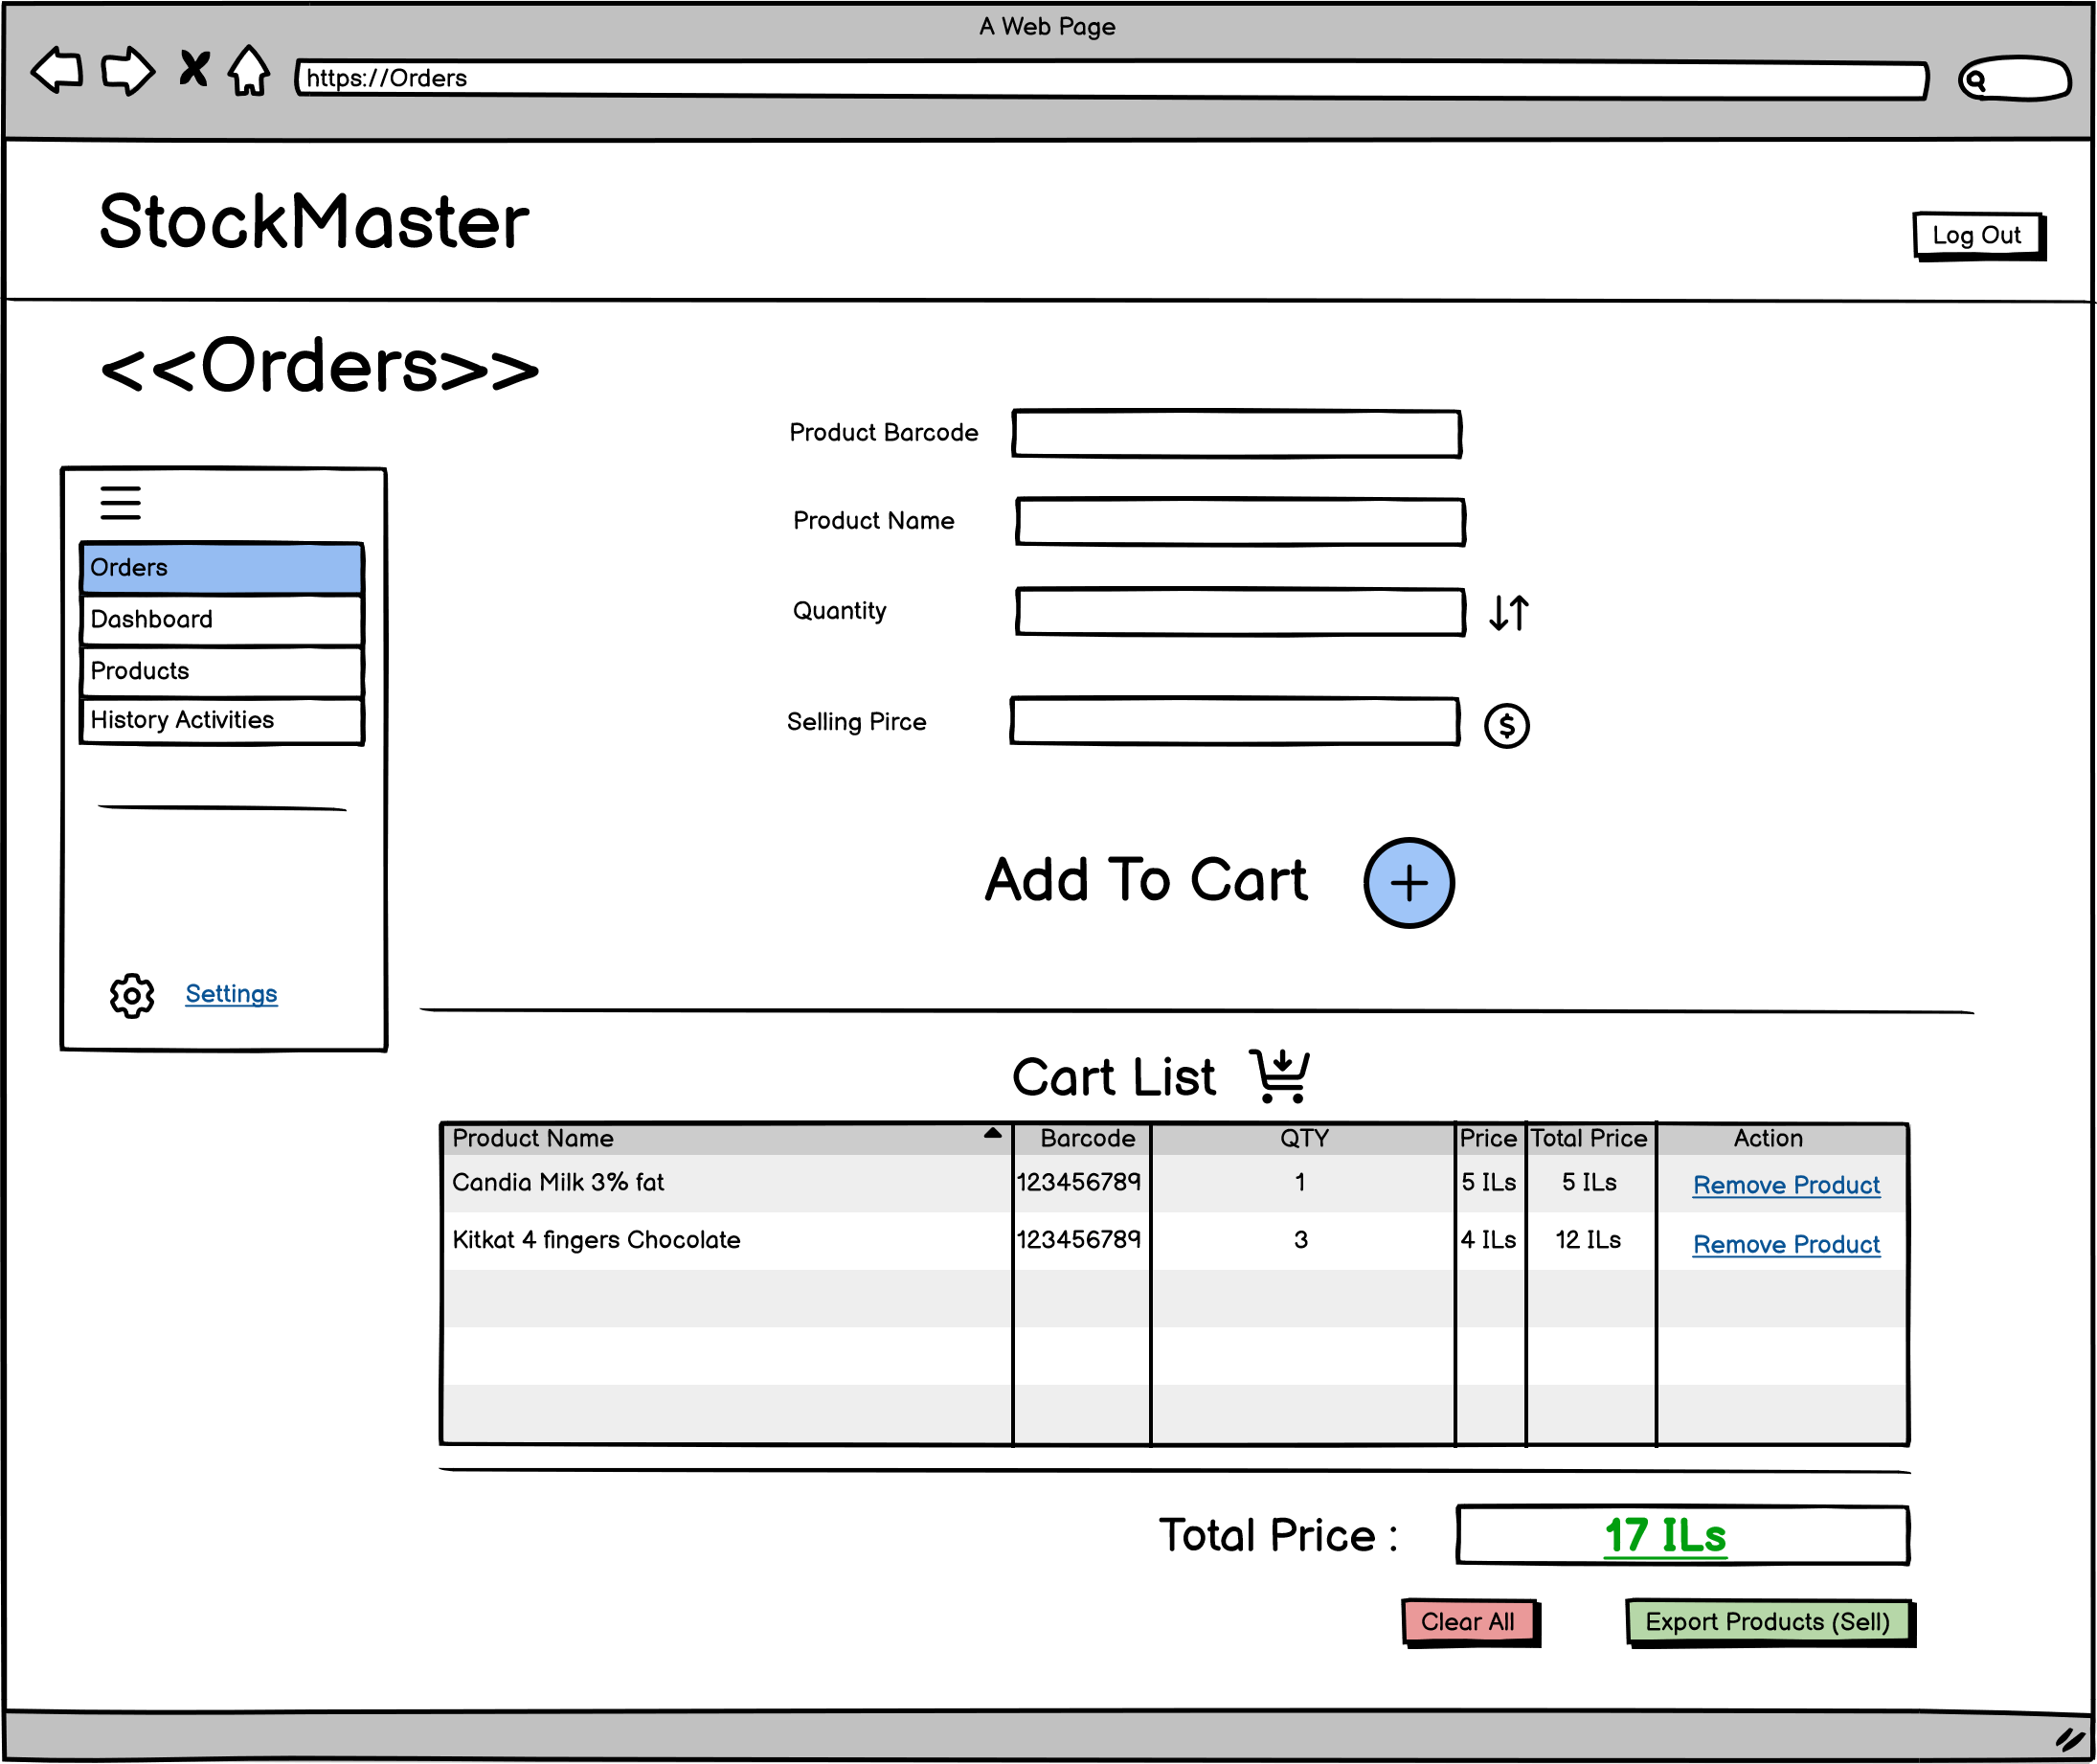 A Web Page
https://Orders
StockMaster
Log Out
<<Orders>>
Orders
Dashboard
Products
History Activities
Settings
Product Barcode
Product Name
Quantity
Selling Pirce
$
Add To Cart
Cart List
Product Name Barcode QTY Price Total Price Action
Candia Milk 3% fat 123456789 1 5 ILs 5 ILs Remove Product
Kitkat 4 fingers Chocolate 123456789 3 4 ILs 12 ILs Remove Product
Total Price : 17 ILs
Clear All Export Products (Sell)